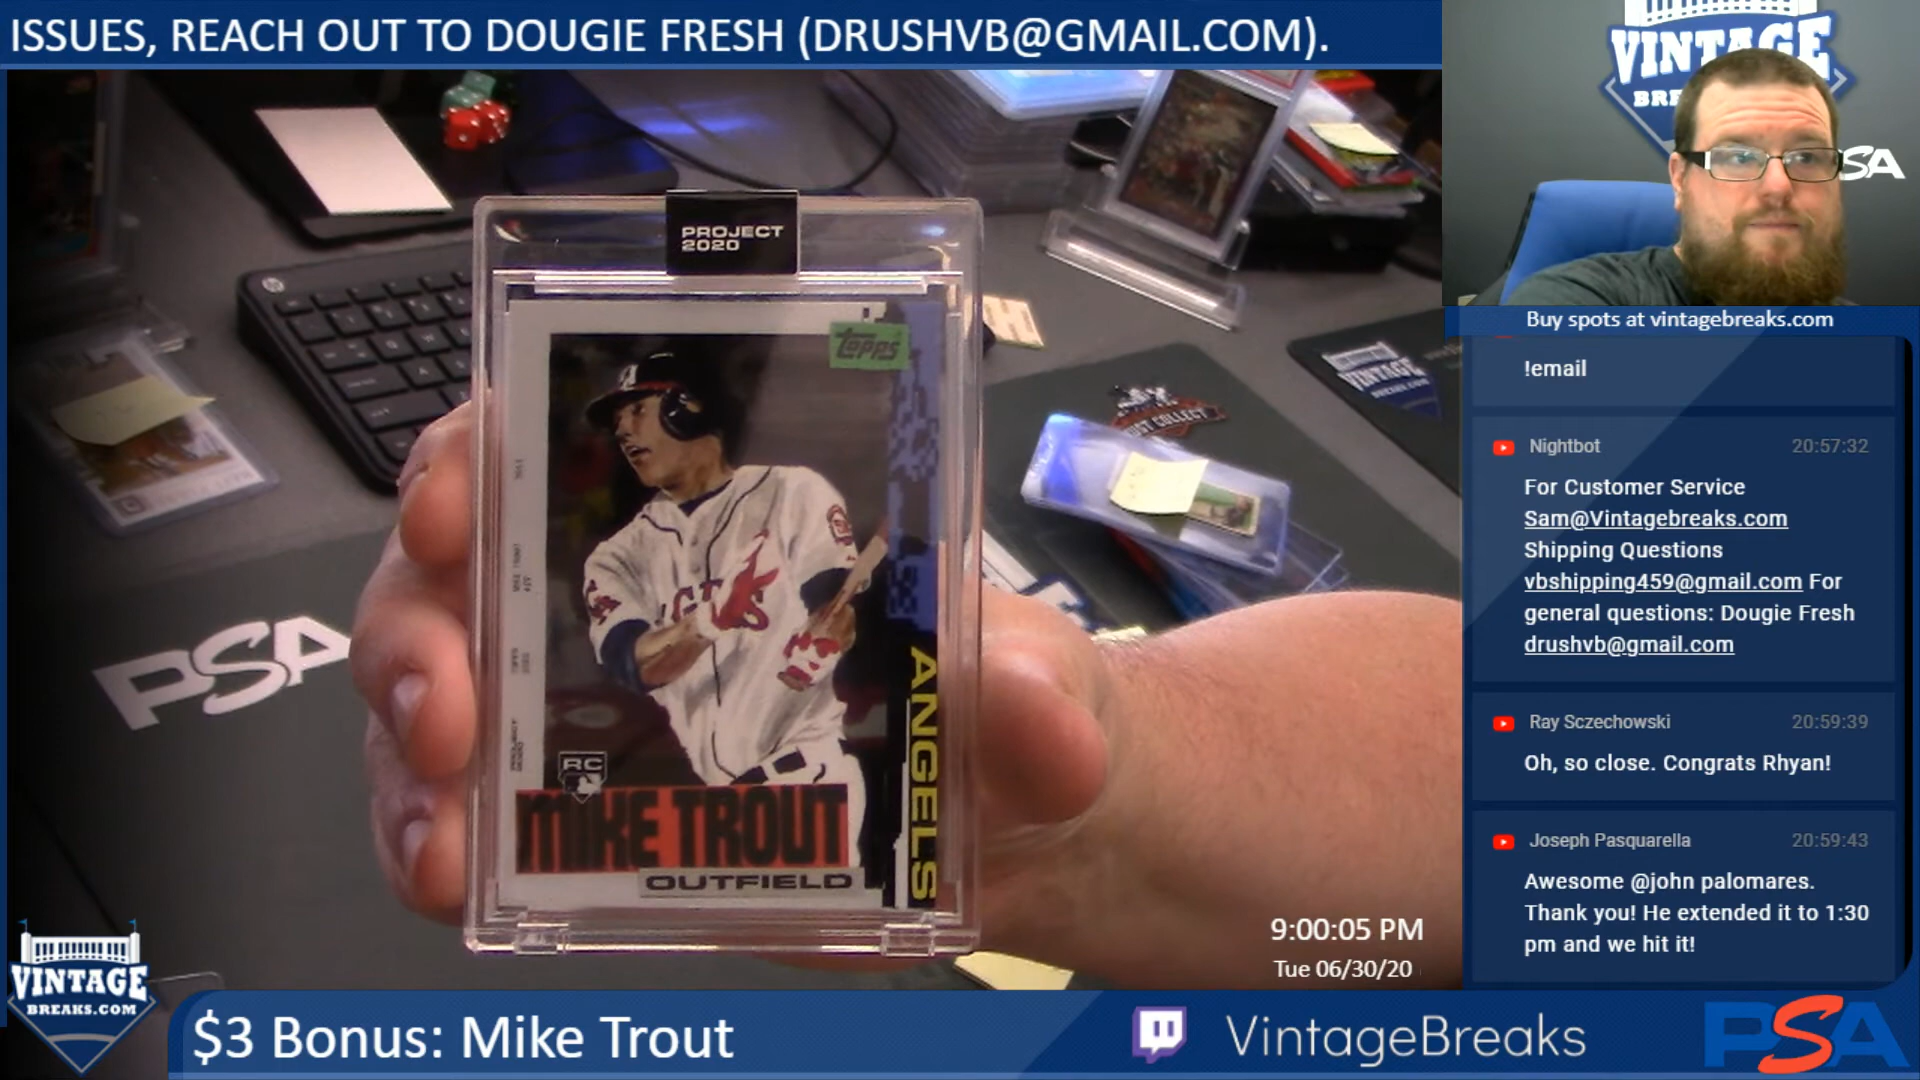 ISSUES, REACH OUT TO DOUGIE FRESH (DRUSHVB@GMAIL.COM).
VINTAGE
SA
PROJECT
2020
Topps
Buy spots at vintagebreaks.com
!email
Nightbot 20:57:32
For Customer Service
Sam@Vintagebreaks.com
Shipping Questions
vbshipping459@gmail.com For
general questions: Dougie Fresh
drushvb@gmail.com
Ray Sczechowski 20:59:39
Oh, so close. Congrats Rhyan!
Joseph Pasquarella 20:59:43
Awesome @john palomares.
Thank you! He extended it to 1:30
pm and we hit it!
VINTAGE
UST COLLECT
PSA
ANGELS
RC
MIKE TROUT
OUTFIELD
9:00:05 PM
Tue 06/30/20
VINTAGE
BREAKS.COM
$3 Bonus: Mike Trout
VintageBreaks
PSA